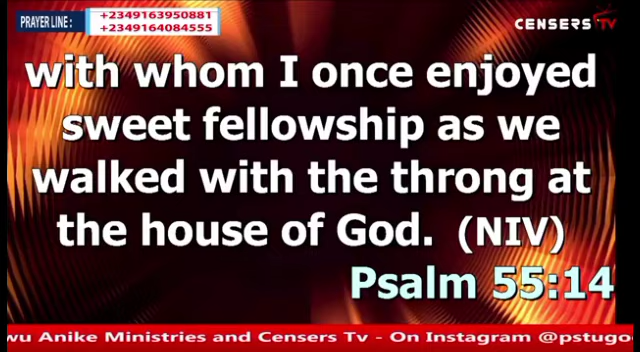 PRAYER LINE :
+2349163950881
+2349164084555
CENSERS TV
with whom I once enjoyed
sweet fellowship as we
walked with the throng at
the house of God. (NIV)
Psalm 55:14
wu Anike Ministries and Censers Tv - On Instagram @pstugo